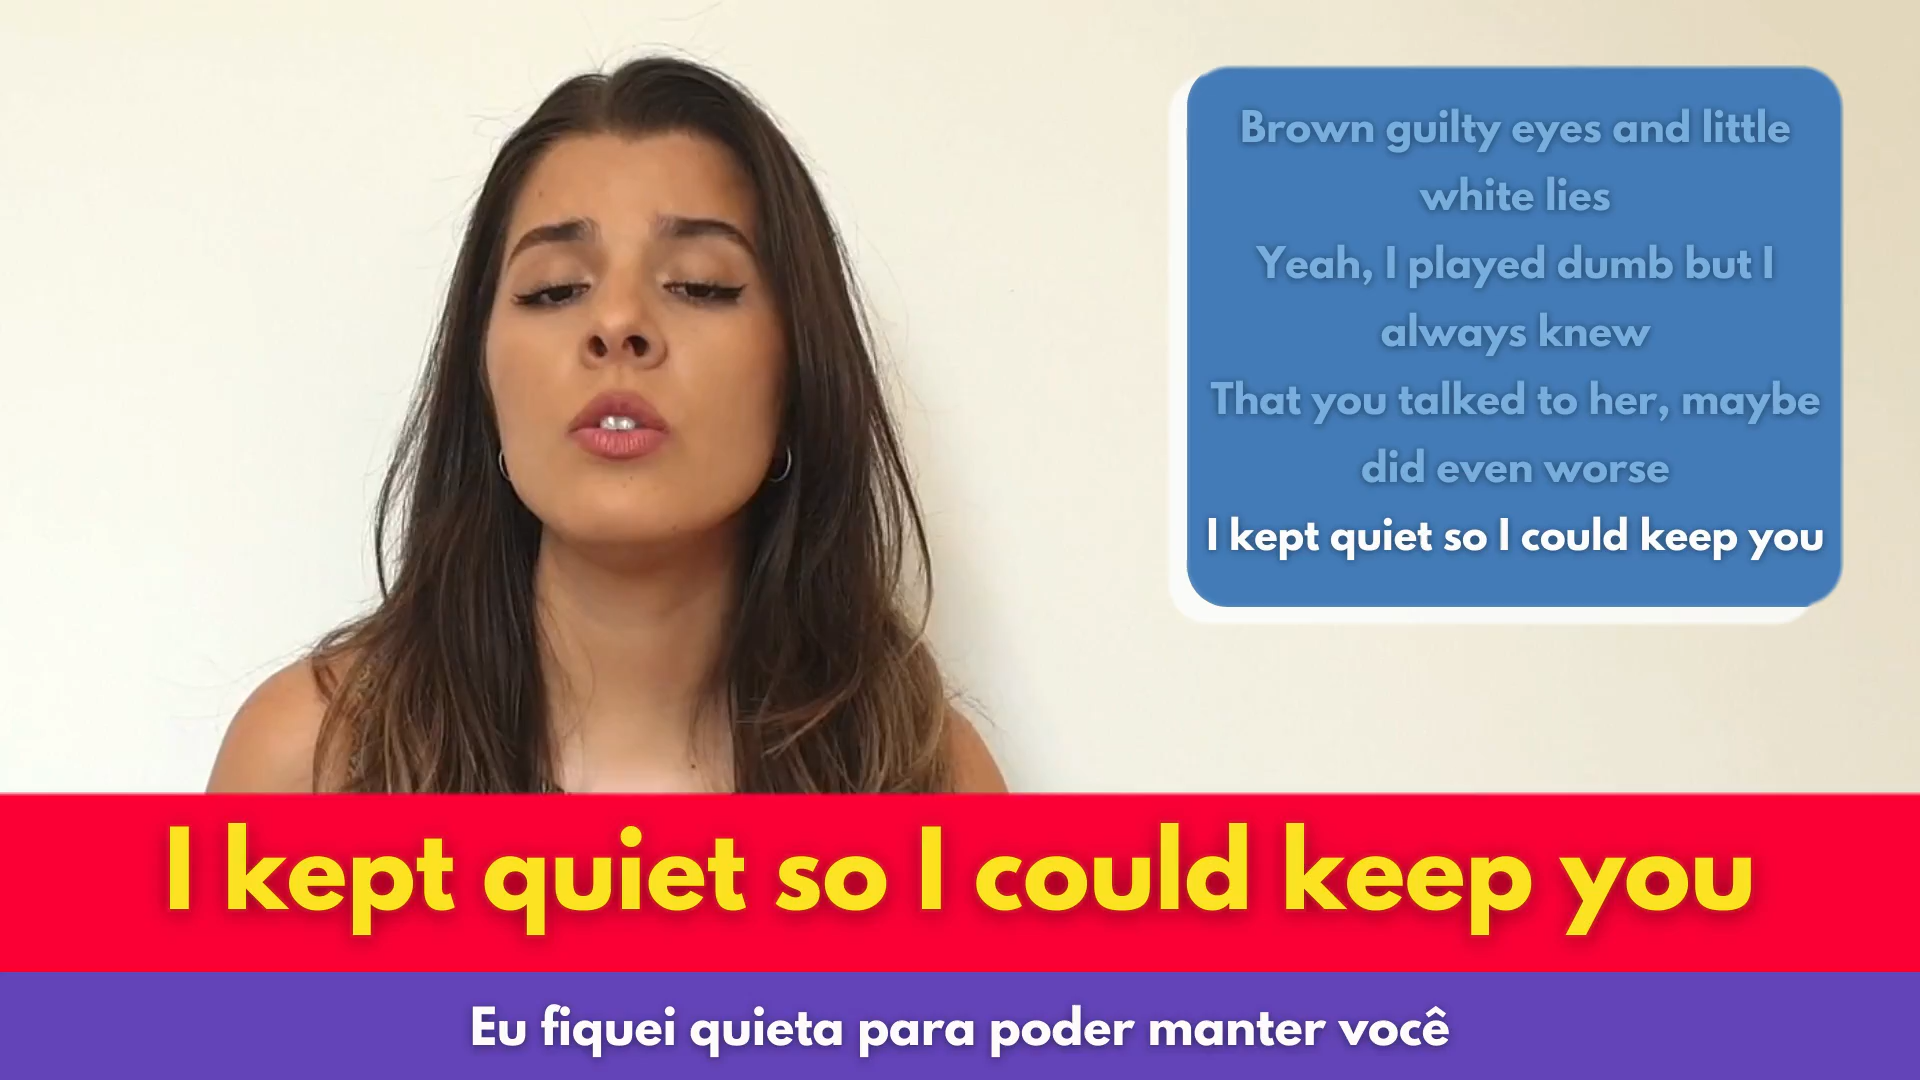 Brown guilty eyes and little
white lies
Yeah, I played dumb but I
always knew
That you talked to her, maybe
did even worse
I kept quiet so I could keep you
I kept quiet so I could keep you
Eu fiquei quieta para poder manter você